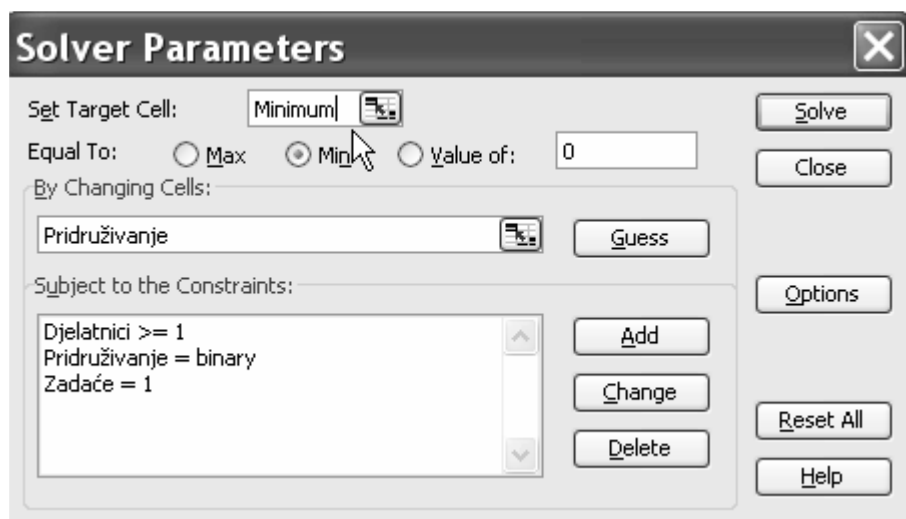 Solver Parameters
Set Target Cell: Minimum Solve
Equal To: Max Min Value of: 0 Close
By Changing Cells:
Pridruživanje Guess
Subject to the Constraints: Options
Djelatnici >= 1 Add
Pridruživanje = binary
Zadaće = 1 Change
Reset All
Delete
Help